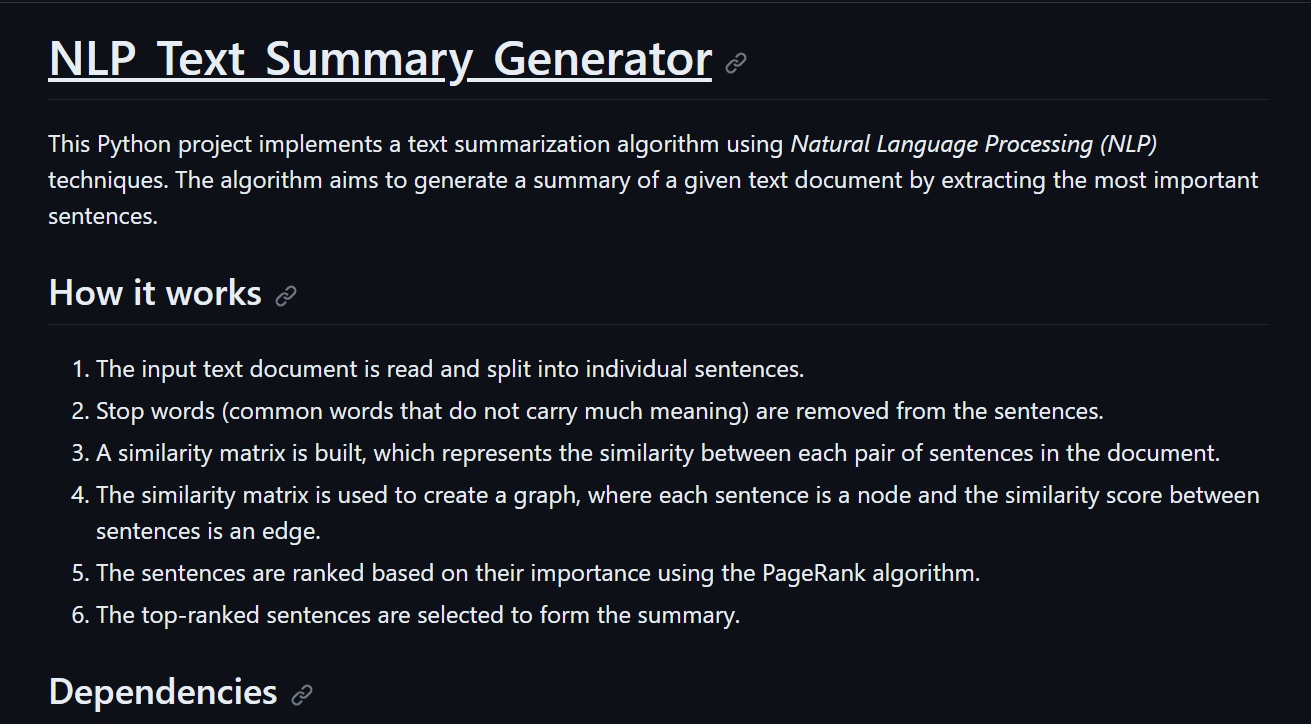 NLP Text Summary Generator
This Python project implements a text summarization algorithm using Natural Language Processing (NLP)
techniques. The algorithm aims to generate a summary of a given text document by extracting the most important
sentences.
How it works
1. The input text document is read and split into individual sentences.
2. Stop words (common words that do not carry much meaning) are removed from the sentences.
3. A similarity matrix is built, which represents the similarity between each pair of sentences in the document.
4. The similarity matrix is used to create a graph, where each sentence is a node and the similarity score between
sentences is an edge.
5. The sentences are ranked based on their importance using the PageRank algorithm.
6. The top-ranked sentences are selected to form the summary.
Dependencies